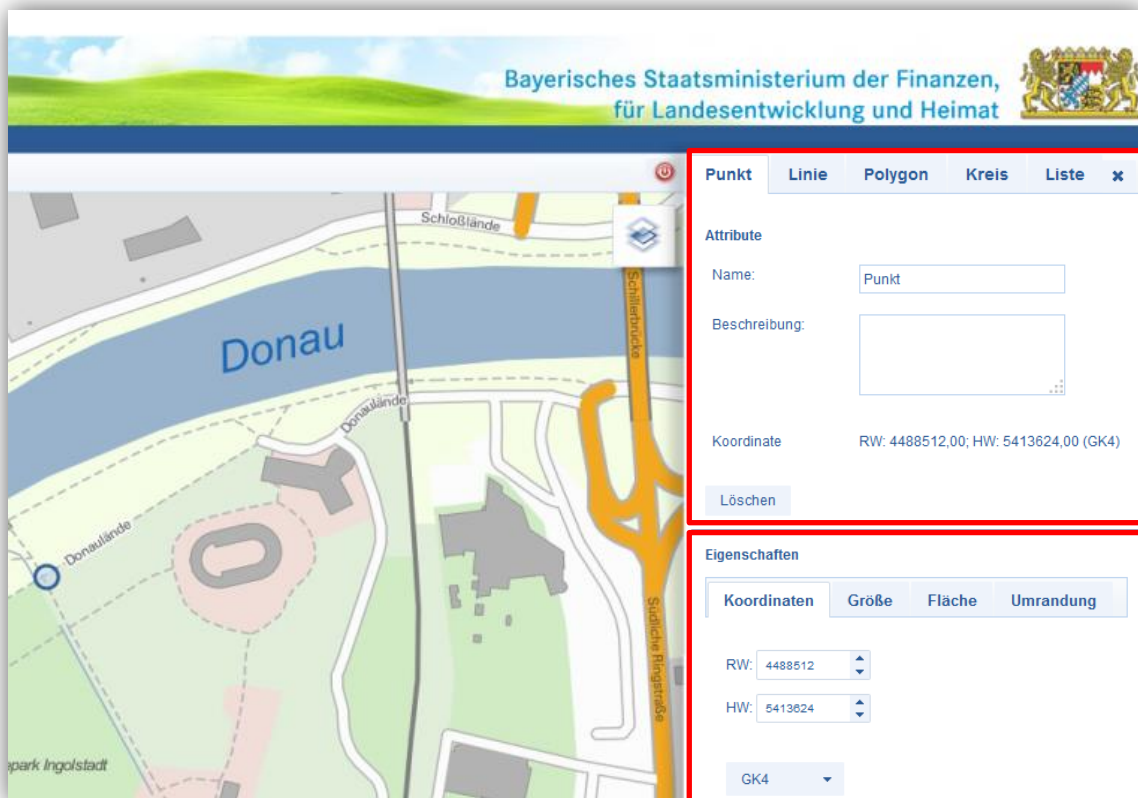 Bayerisches Staatsministerium der Finanzen,
für Landesentwicklung und Heimat
Punkt Linie Polygon Kreis Liste
Attribute
Name: Punkt
Beschreibung:
Koordinate RW: 4488512,00; HW: 5413624,00 (GK4)
Löschen
Eigenschaften
Koordinaten Größe Fläche Umrandung
RW: 4488512
HW: 5413624
GK4
Schloßlände
Schillerbrücke
Donau
Donaulände
Donaulände
Südliche Ringstraße
Ingolstadt